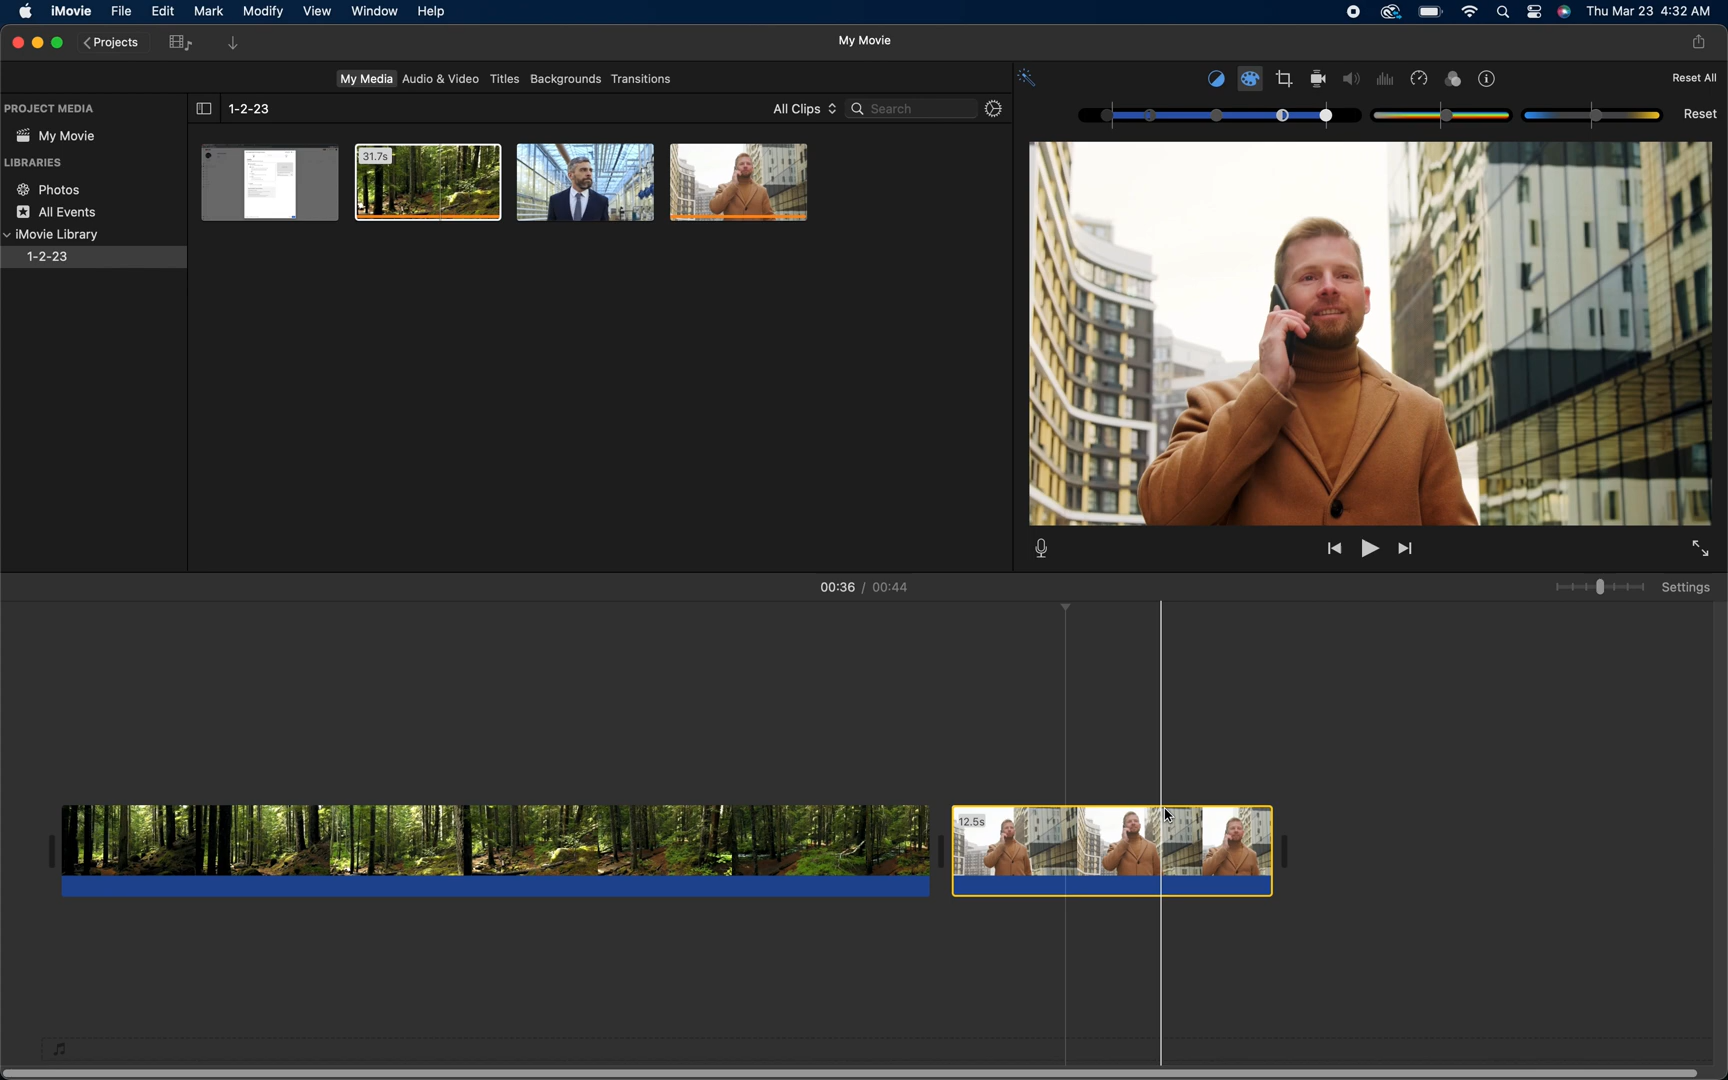 iMovie File Edit Mark Modify View Window Help Thu Mar 23 4:32 AM
Projects My Movie
My Media Audio & Video Titles Backgrounds Transitions Reset All
PROJECT MEDIA 1-2-23 All Clips Search Reset
My Movie
LIBRARIES
31.7s
Photos
All Events
iMovie Library
1-2-23
00:36 / 00:44 Settings
12.5s